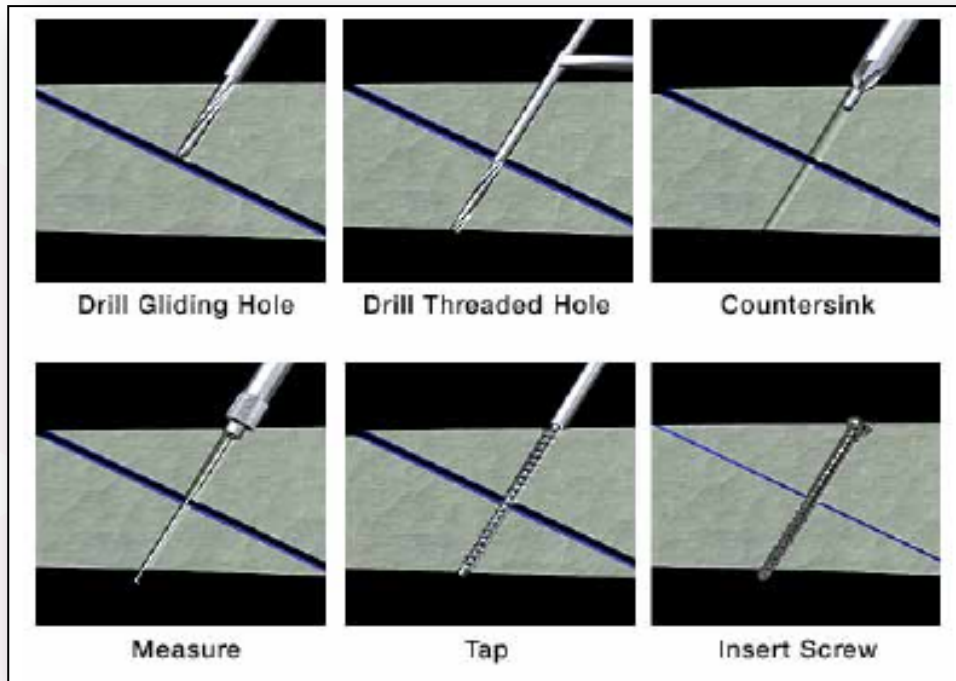 Drill Gliding Hole
Drill Threaded Hole
Countersink
Measure
Tap
Insert Screw